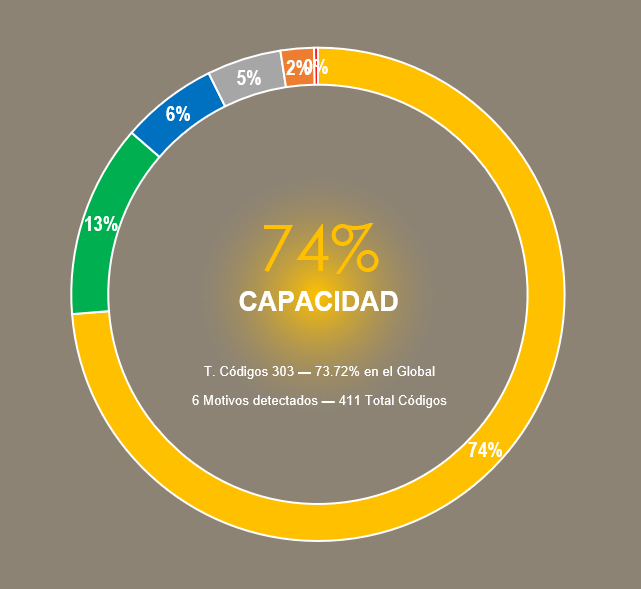 2%
0%
5%
6%
13%
74%
CAPACIDAD
T. Códigos 303 — 73.72% en el Global
6 Motivos detectados — 411 Total Códigos
74%